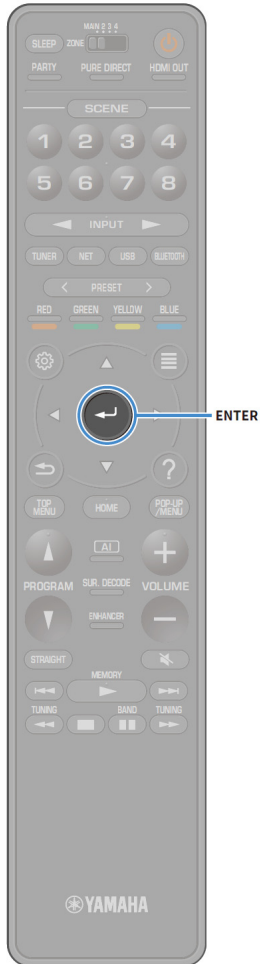 MAIN 2 3 4
SLEEP ZONE
PARTY PURE DIRECT HDMI OUT
SCENE
1 2 3 4
5 6 7 8
INPUT
TUNER NET USB BLUETOOTH
PRESET
RED GREEN YELLOW BLUE
ENTER
?
TOP MENU HOME POP-UP /MENU
AI
PROGRAM SUR. DECODE VOLUME
ENHANCER
STRAIGHT
MEMORY
TUNING BAND TUNING
YAMAHA